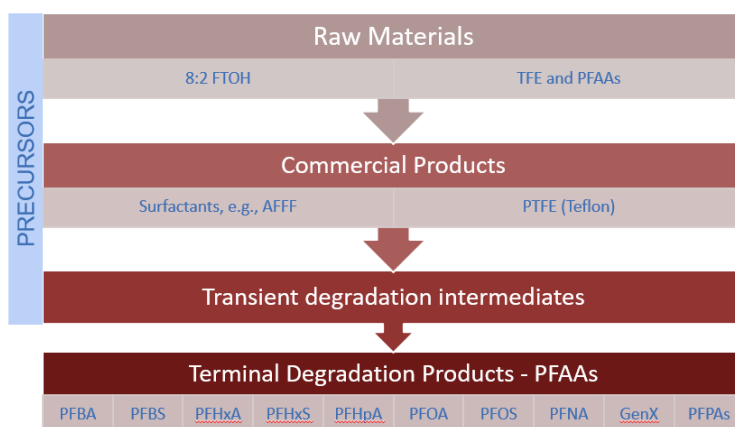 PRECURSORS
Raw Materials
8:2 FTOH
TFE and PFAAs
Commercial Products
Surfactants, e.g., AFFF
PTFE (Teflon)
Transient degradation intermediates
Terminal Degradation Products - PFAAs
PFBA PFBS PFHxA PFHxS PFHpA PFOA PFOS PFNA GenX PFPAs